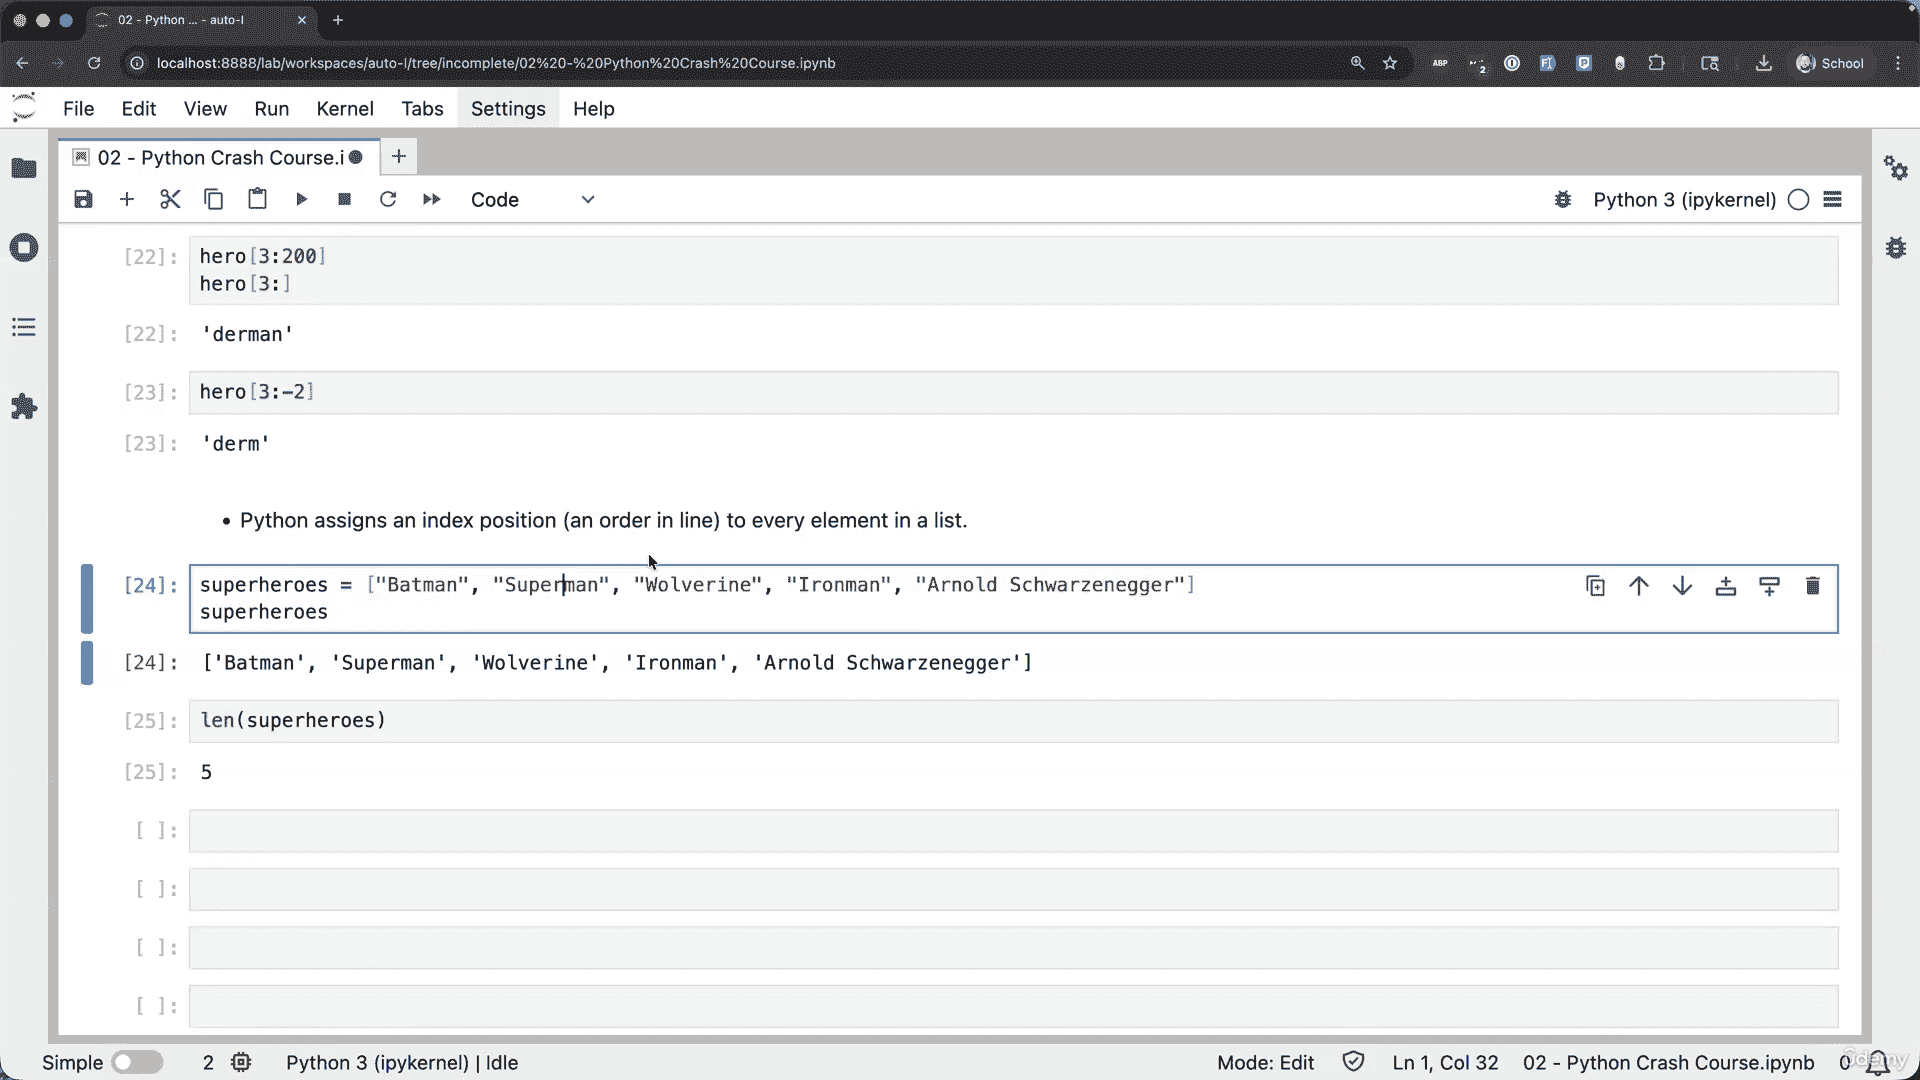 02 - Python ... - auto-l
localhost:8888/lab/workspaces/auto-l/tree/incomplete/02%20-%20Python%20Crash%20Course.ipynb
ABP
2
School
File Edit View Run Kernel Tabs Settings Help
02 - Python Crash Course.i
Code
Python 3 (ipykernel)
[22]: hero[3:200]
hero[3:]
[22]: 'derman'
[23]: hero[3:-2]
[23]: 'derm'
• Python assigns an index position (an order in line) to every element in a list.
[24]: superheroes = ["Batman", "Superman", "Wolverine", "Ironman", "Arnold Schwarzenegger"]
superheroes
[24]: ['Batman', 'Superman', 'Wolverine', 'Ironman', 'Arnold Schwarzenegger']
[25]: len(superheroes)
[25]: 5
[ ]:
[ ]:
[ ]:
[ ]:
Simple 2 Python 3 (ipykernel) | Idle Mode: Edit Ln 1, Col 32 02 - Python Crash Course.ipynb 0
udemy